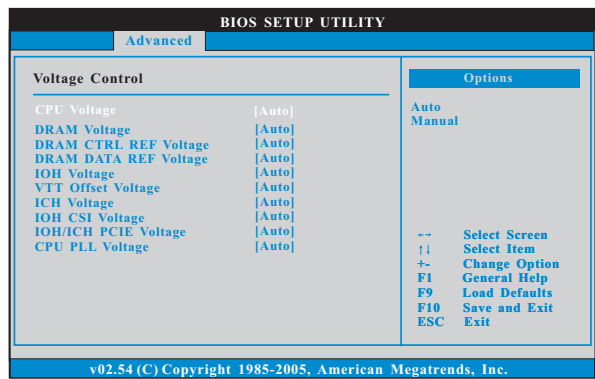 BIOS SETUP UTILITY
Advanced
Voltage Control
CPU Voltage [Auto]
DRAM Voltage [Auto]
DRAM CTRL REF Voltage [Auto]
DRAM DATA REF Voltage [Auto]
IOH Voltage [Auto]
VTT Offset Voltage [Auto]
ICH Voltage [Auto]
IOH CSI Voltage [Auto]
IOH/ICH PCIE Voltage [Auto]
CPU PLL Voltage [Auto]
Options
Auto
Manual
←→ Select Screen
↑↓ Select Item
+- Change Option
F1 General Help
F9 Load Defaults
F10 Save and Exit
ESC Exit
v02.54 (C) Copyright 1985-2005, American Megatrends, Inc.